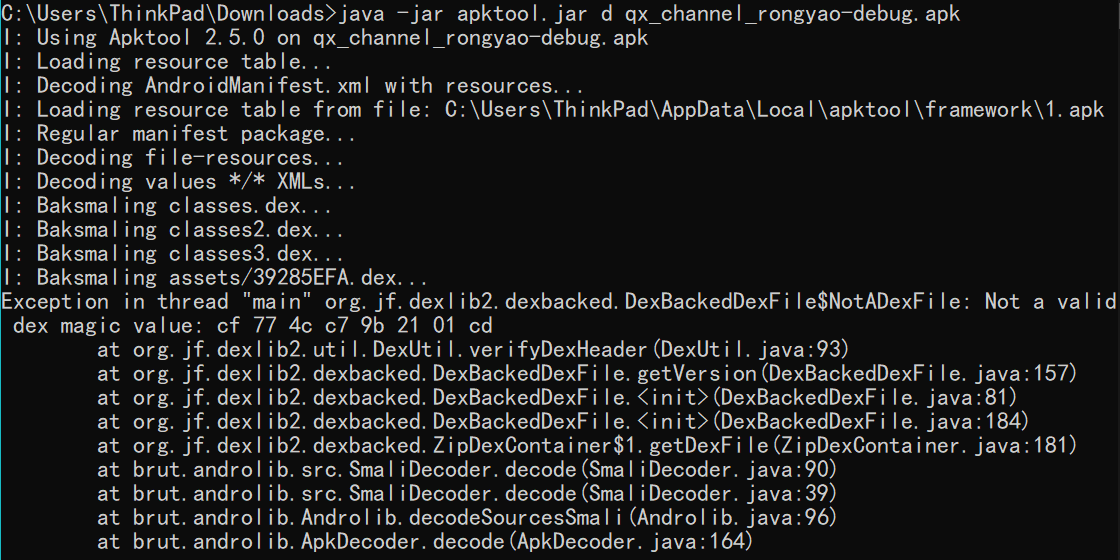 C:\Users\ThinkPad\Downloads>java -jar apktool.jar d qx_channel_rongyao-debug.apk
I: Using Apktool 2.5.0 on qx_channel_rongyao-debug.apk
I: Loading resource table...
I: Decoding AndroidManifest.xml with resources...
I: Loading resource table from file: C:\Users\ThinkPad\AppData\Local\apktool\framework\1.apk
I: Regular manifest package...
I: Decoding file-resources...
I: Decoding values */* XMLs...
I: Baksmaling classes.dex...
I: Baksmaling classes2.dex...
I: Baksmaling classes3.dex...
I: Baksmaling assets/39285EFA.dex...
Exception in thread "main" org.jf.dexlib2.dexbacked.DexBackedDexFile$NotADexFile: Not a valid
 dex magic value: cf 77 4c c7 9b 21 01 cd
        at org.jf.dexlib2.util.DexUtil.verifyDexHeader(DexUtil.java:93)
        at org.jf.dexlib2.dexbacked.DexBackedDexFile.getVersion(DexBackedDexFile.java:157)
        at org.jf.dexlib2.dexbacked.DexBackedDexFile.<init>(DexBackedDexFile.java:81)
        at org.jf.dexlib2.dexbacked.DexBackedDexFile.<init>(DexBackedDexFile.java:184)
        at org.jf.dexlib2.dexbacked.ZipDexContainer$1.getDexFile(ZipDexContainer.java:181)
        at brut.androlib.src.SmaliDecoder.decode(SmaliDecoder.java:90)
        at brut.androlib.src.SmaliDecoder.decode(SmaliDecoder.java:39)
        at brut.androlib.Androlib.decodeSourcesSmali(Androlib.java:96)
        at brut.androlib.ApkDecoder.decode(ApkDecoder.java:164)